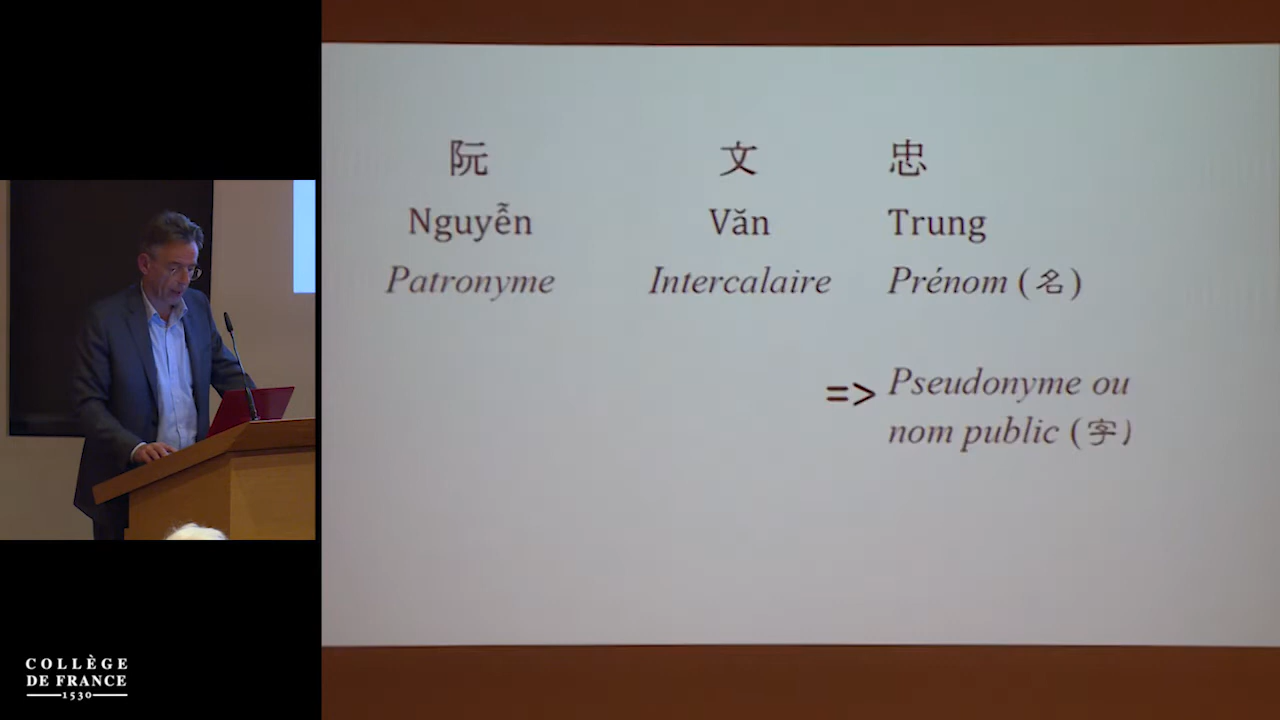 阮 文 忠
Nguyễn Văn Trung
Patronyme Intercalaire Prénom (名)
=> Pseudonyme ou
nom public (字)
COLLÈGE
DE FRANCE
1530